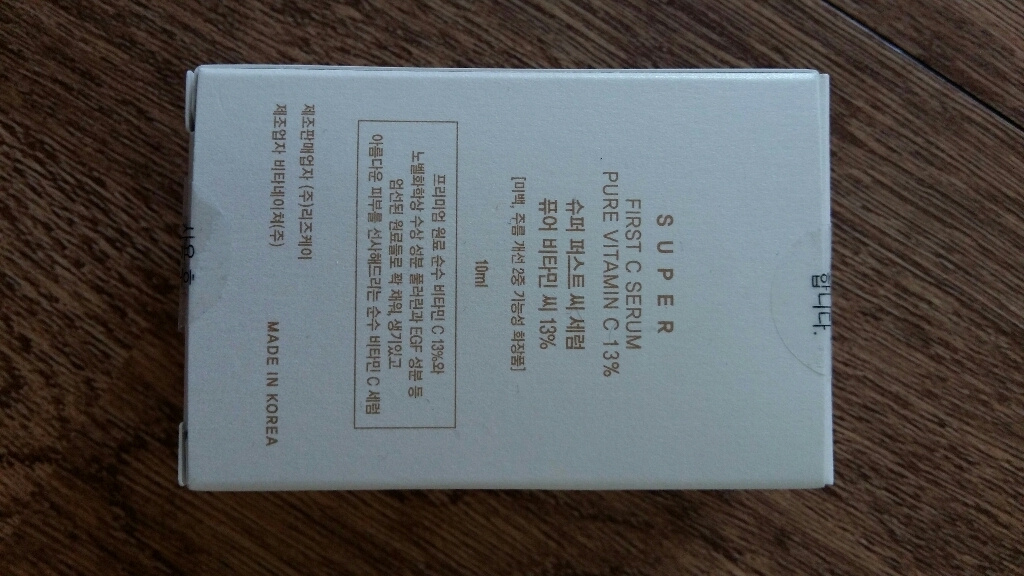 SUPER
FIRST C SERUM
PURE VITAMIN C 13%
슈퍼 퍼스트 씨 세럼
퓨어 비타민 씨 13%
[미백, 주름 개선 2중 기능성 화장품]
10ml
프리미엄 원료 순수 비타민 C 13%와
노벨화학상 수상 성분 풀러렌과 EGF 성분 등
엄선된 원료들로 꽉 채워, 생기있고
아름다운 피부를 선사해드리는 순수 비타민 C 세럼
제조판매업자 (주)리즈케이
제조업자 비타네이처(주)
MADE IN KOREA
합니다.